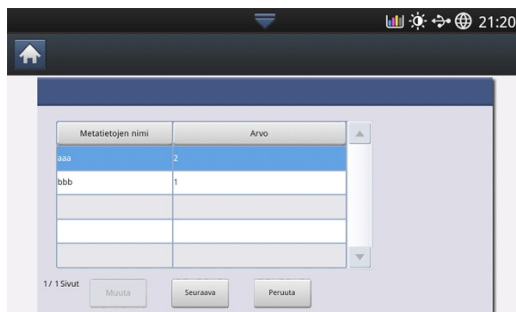 21:20
Metatietojen nimi Arvo
aaa 2
bbb 1
1/ 1 Sivut
Muuta Seuraava Peruuta